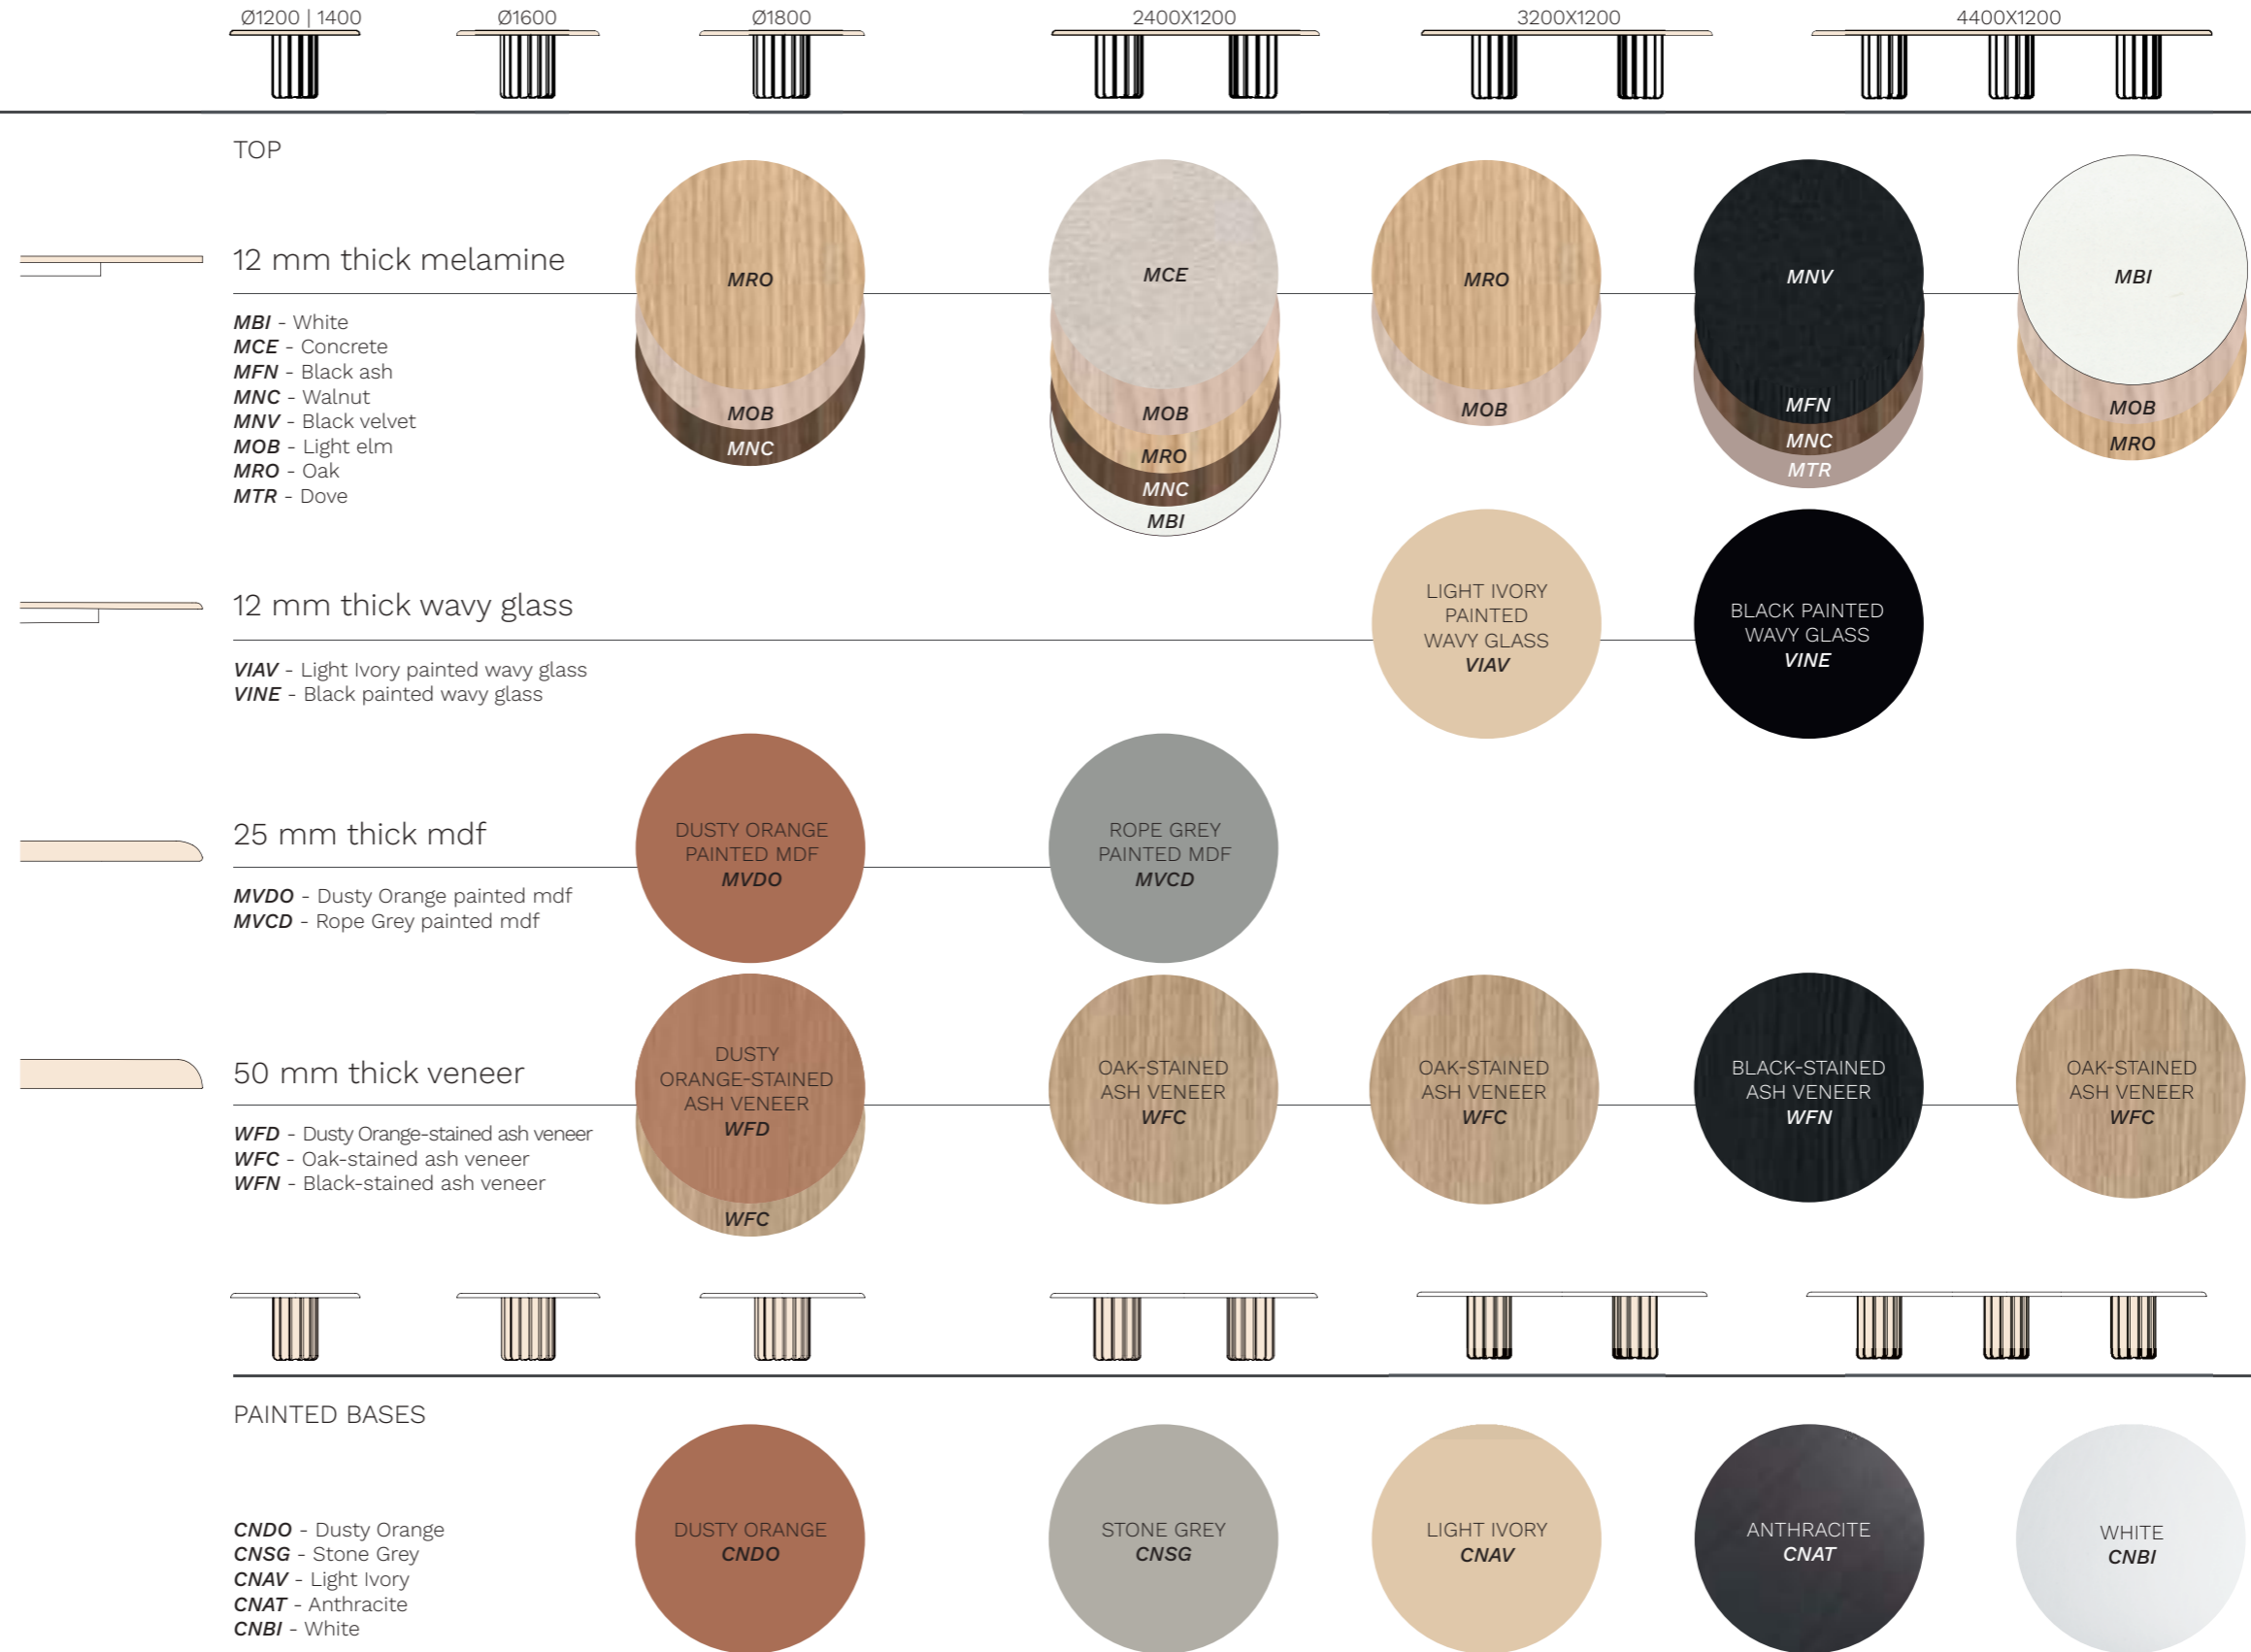 Ø1200 | 1400
Ø1600
Ø1800
2400X1200
3200X1200
4400X1200
TOP
12 mm thick melamine
MBI - White
MCE - Concrete
MFN - Black ash
MNC - Walnut
MNV - Black velvet
MOB - Light elm
MRO - Oak
MTR - Dove
MRO
MOB
MNC
MCE
MOB
MRO
MNC
MBI
MRO
MOB
MNV
MFN
MNC
MTR
MBI
MOB
MRO
12 mm thick wavy glass
VIAV - Light Ivory painted wavy glass
VINE - Black painted wavy glass
LIGHT IVORY
PAINTED
WAVY GLASS
VIAV
BLACK PAINTED
WAVY GLASS
VINE
25 mm thick mdf
MVDO - Dusty Orange painted mdf
MVCD - Rope Grey painted mdf
DUSTY ORANGE
PAINTED MDF
MVDO
ROPE GREY
PAINTED MDF
MVCD
50 mm thick veneer
WFD - Dusty Orange-stained ash veneer
WFC - Oak-stained ash veneer
WFN - Black-stained ash veneer
DUSTY
ORANGE-STAINED
ASH VENEER
WFD
WFC
OAK-STAINED
ASH VENEER
WFC
OAK-STAINED
ASH VENEER
WFC
BLACK-STAINED
ASH VENEER
WFN
OAK-STAINED
ASH VENEER
WFC
PAINTED BASES
CNDO - Dusty Orange
CNSG - Stone Grey
CNAV - Light Ivory
CNAT - Anthracite
CNBI - White
DUSTY ORANGE
CNDO
STONE GREY
CNSG
LIGHT IVORY
CNAV
ANTHRACITE
CNAT
WHITE
CNBI